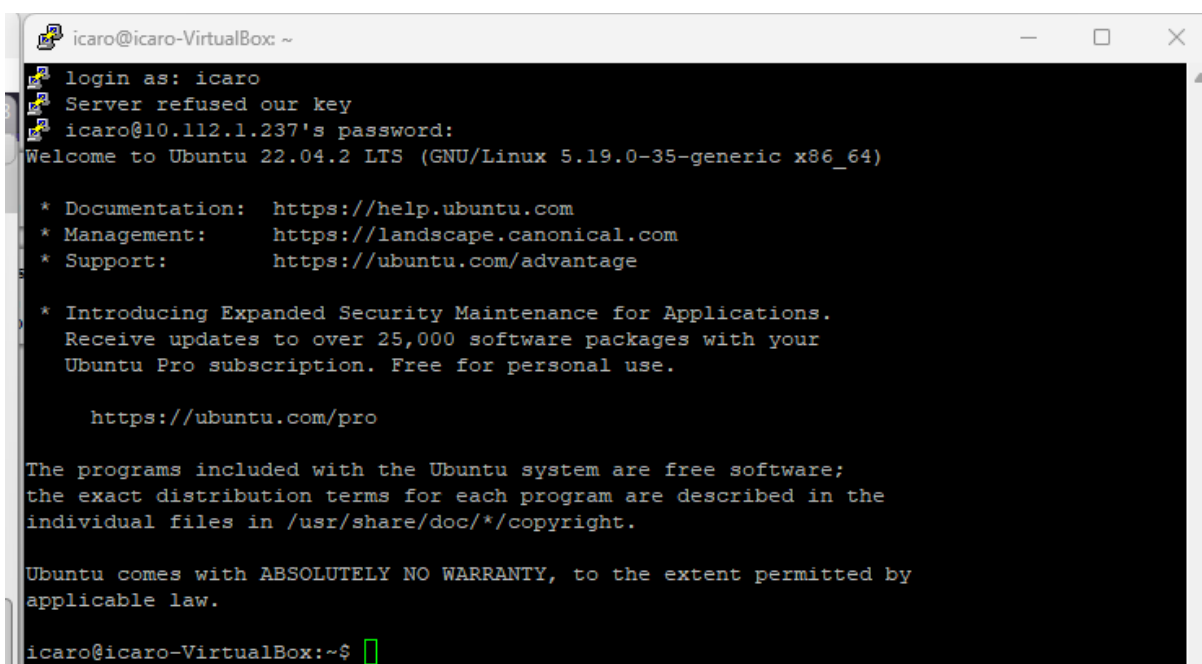 icaro@icaro-VirtualBox: ~
login as: icaro
Server refused our key
icaro@10.112.1.237's password:
Welcome to Ubuntu 22.04.2 LTS (GNU/Linux 5.19.0-35-generic x86_64)
* Documentation:  https://help.ubuntu.com
* Management:     https://landscape.canonical.com
* Support:        https://ubuntu.com/advantage
* Introducing Expanded Security Maintenance for Applications.
Receive updates to over 25,000 software packages with your
Ubuntu Pro subscription. Free for personal use.
https://ubuntu.com/pro
The programs included with the Ubuntu system are free software;
the exact distribution terms for each program are described in the
individual files in /usr/share/doc/*/copyright.
Ubuntu comes with ABSOLUTELY NO WARRANTY, to the extent permitted by
applicable law.
icaro@icaro-VirtualBox:~$